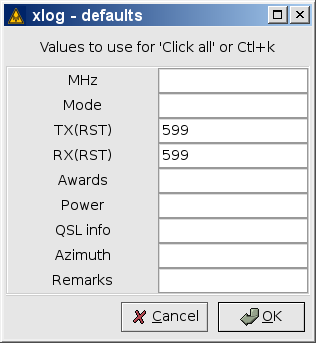 xlog - defaults
Values to use for 'Click all' or Ctl+k
MHz
Mode
TX(RST) 599
RX(RST) 599
Awards
Power
QSL info
Azimuth
Remarks
Cancel OK